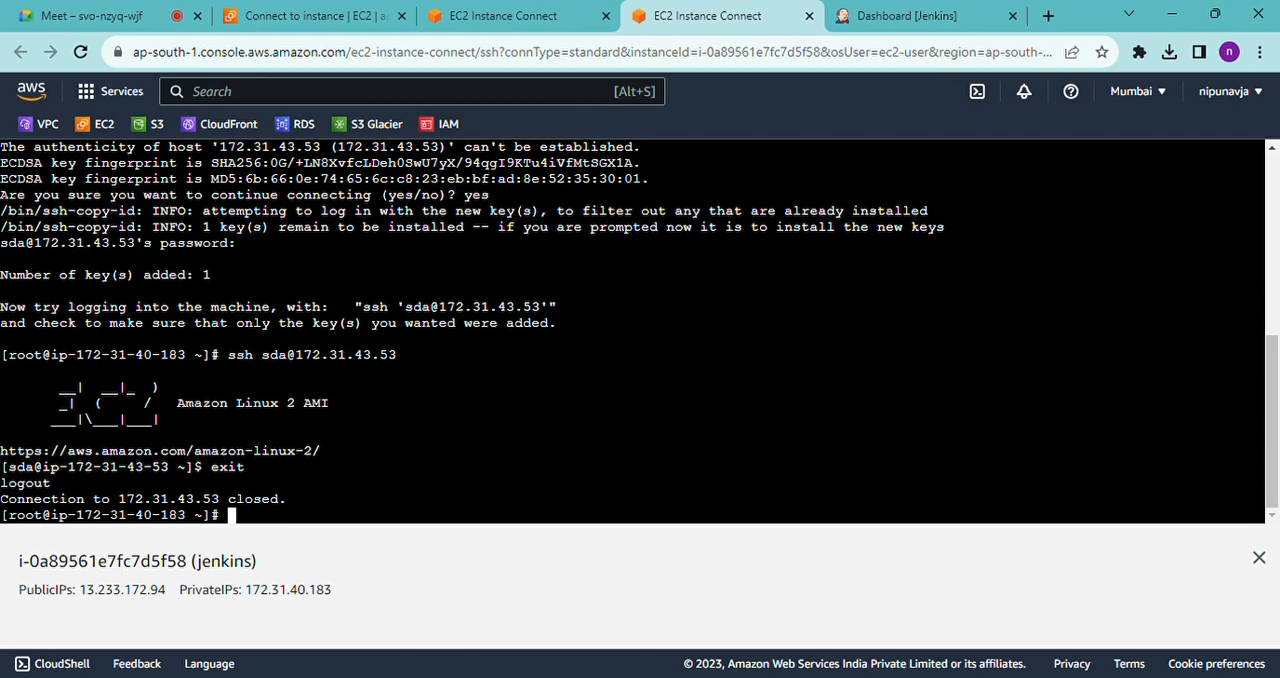 Meet – svo-nzyq-wjf
Connect to instance | EC2 | a
EC2 Instance Connect
EC2 Instance Connect
Dashboard [Jenkins]
ap-south-1.console.aws.amazon.com/ec2-instance-connect/ssh?connType=standard&instanceId=i-0a89561e7fc7d5f58&osUser=ec2-user&region=ap-south-...
n
aws
Services
Search
[Alt+S]
Mumbai
nipunavja
VPC
EC2
S3
CloudFront
RDS
S3 Glacier
IAM
The authenticity of host '172.31.43.53 (172.31.43.53)' can't be established.
ECDSA key fingerprint is SHA256:0G/+LN8XvfcLDeh0SwU7yX/94qgI9KTu4iVfMtSGX1A.
ECDSA key fingerprint is MD5:6b:66:0e:74:65:6c:c8:23:eb:bf:ad:8e:52:35:30:01.
Are you sure you want to continue connecting (yes/no)? yes
/bin/ssh-copy-id: INFO: attempting to log in with the new key(s), to filter out any that are already installed
/bin/ssh-copy-id: INFO: 1 key(s) remain to be installed -- if you are prompted now it is to install the new keys
sda@172.31.43.53's password:
Number of key(s) added: 1
Now try logging into the machine, with:   "ssh 'sda@172.31.43.53'"
and check to make sure that only the key(s) you wanted were added.
[root@ip-172-31-40-183 ~]# ssh sda@172.31.43.53
Amazon Linux 2 AMI
https://aws.amazon.com/amazon-linux-2/
[sda@ip-172-31-43-53 ~]$ exit
logout
Connection to 172.31.43.53 closed.
[root@ip-172-31-40-183 ~]#
i-0a89561e7fc7d5f58 (jenkins)
PublicIPs: 13.233.172.94 PrivateIPs: 172.31.40.183
CloudShell
Feedback
Language
© 2023, Amazon Web Services India Private Limited or its affiliates.
Privacy
Terms
Cookie preferences